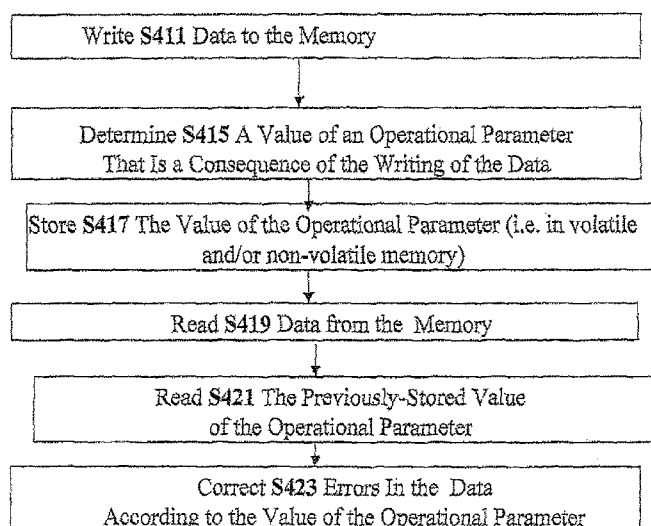 Write S411 Data to the Memory
Determine S415 A Value of an Operational Parameter
That Is a Consequence of the Writing of the Data
Store S417 The Value of the Operational Parameter (i.e. in volatile
and/or non-volatile memory)
Read S419 Data from the Memory
Read S421 The Previously-Stored Value
of the Operational Parameter
Correct S423 Errors In the Data
According to the Value of the Operational Parameter